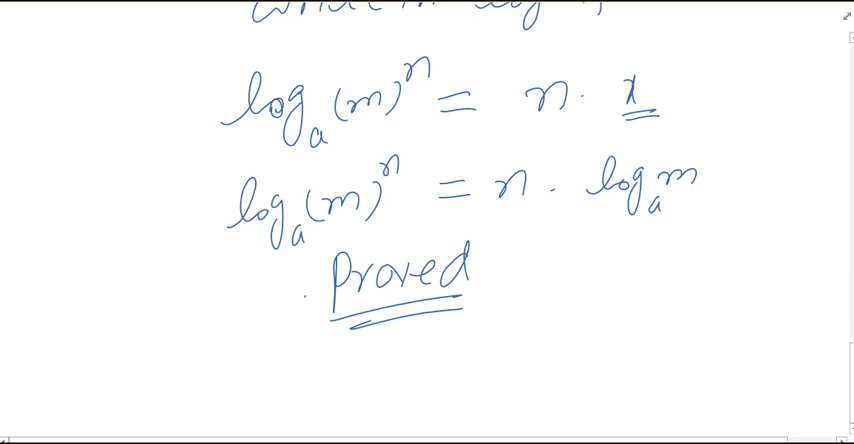 logₐ(m)ⁿ = n · x
logₐ(m)ⁿ = n · logₐm
Proved